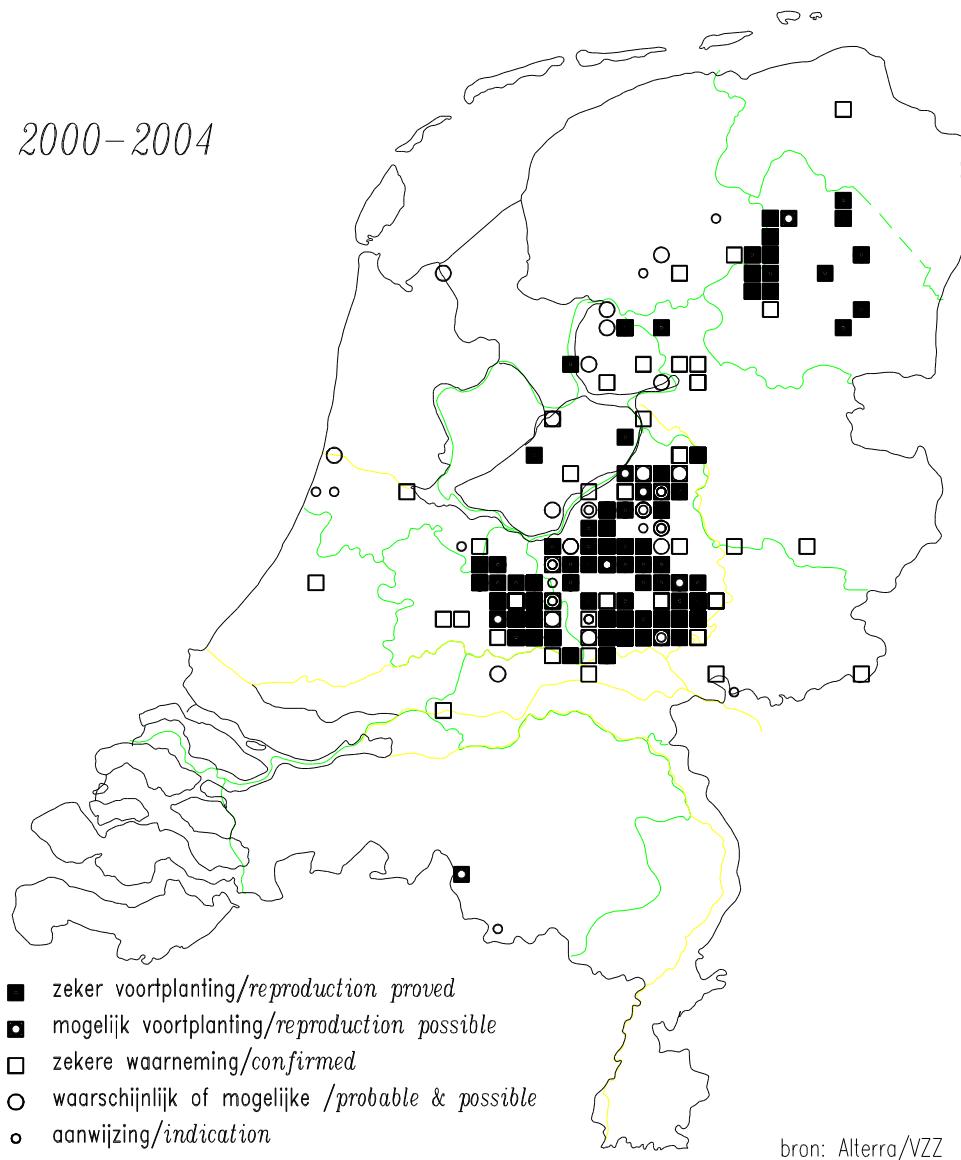 2000-2004
zeker voortplanting/reproduction proved
mogelijk voortplanting/reproduction possible
zekere waarneming/confirmed
waarschijnlijk of mogelijke /probable & possible
aanwijzing/indication
bron: Alterra/VZZ